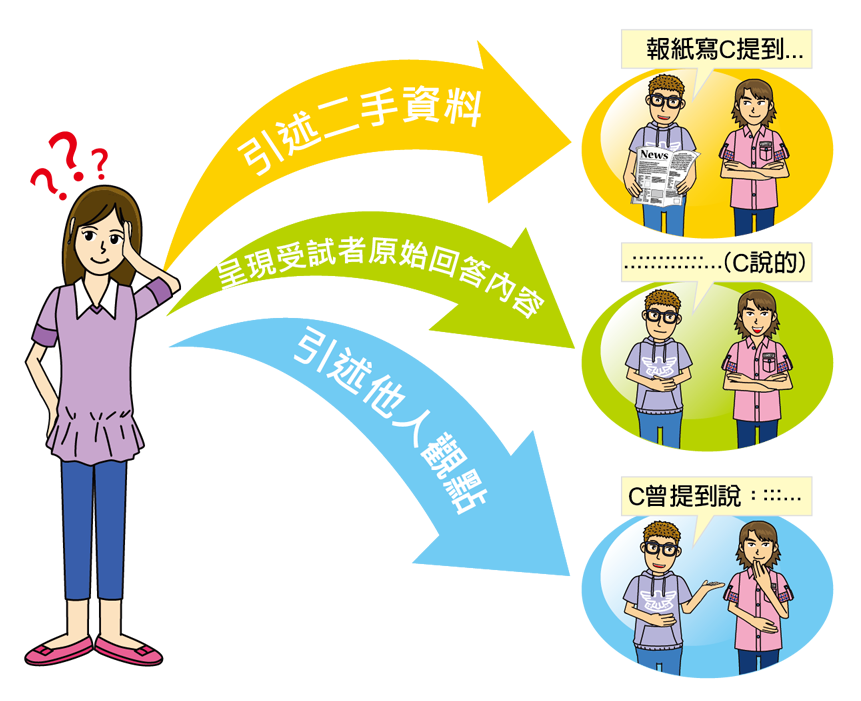 ???
引述二手資料
報紙寫C提到...
News
呈現受試者原始回答內容
::::::::::::...............(C說的)
引述他人觀點
C曾提到說：:::...